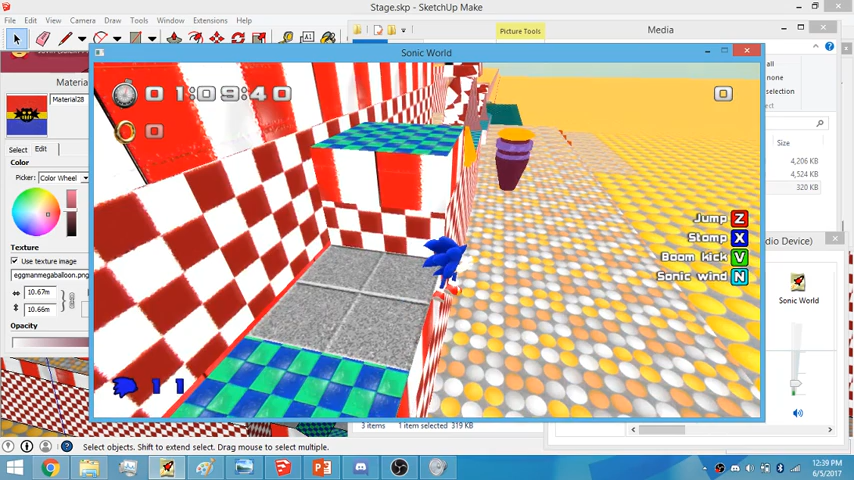 Stage.skp - SketchUp Make
File Edit View Camera Draw Tools Window Extensions Help
Picture Tools
Media
Sonic World
all
none
selection
Size
4,206 KB
4,524 KB
320 KB
Material28
Select Edit
Color
Picker: Color Wheel
Texture
Use texture image
eggmanmegaballoon.png
10.67m
10.66m
Opacity
0 1:09:40
0
0
Jump Z
Stomp X
Boom kick V
Sonic wind N
11
dio Device)
Sonic World
3 items 1 item selected 319 KB
Select objects. Shift to extend select. Drag mouse to select multiple.
12:39 PM
6/5/2017